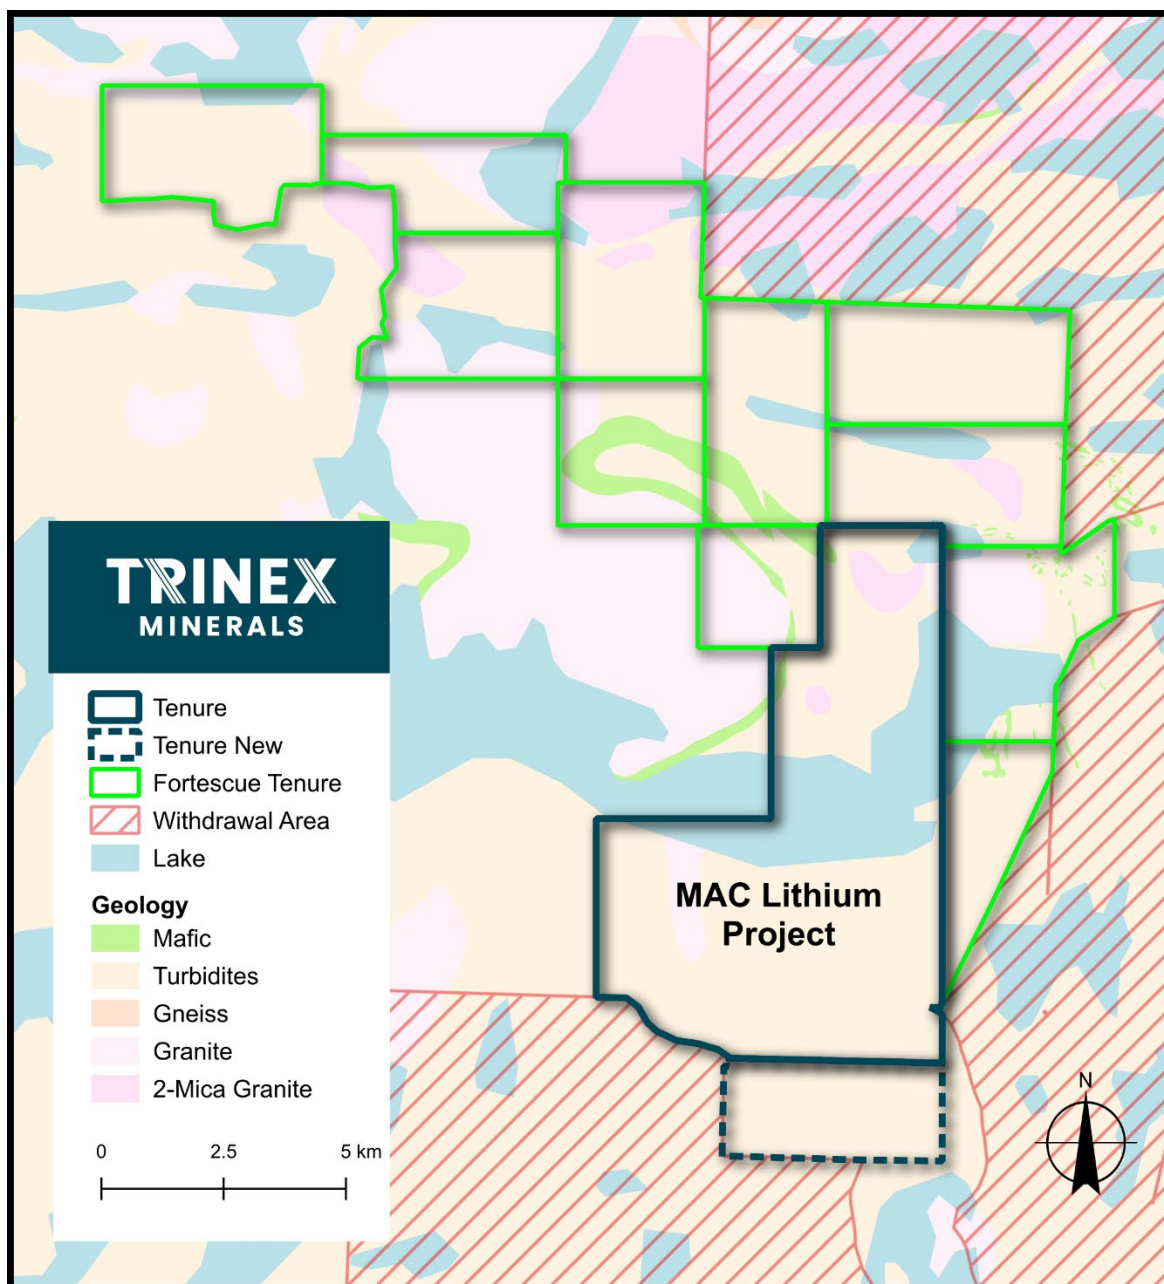 TRINEX
MINERALS
Tenure
Tenure New
Fortescue Tenure
Withdrawal Area
Lake
Geology
Mafic
Turbidites
Gneiss
Granite
2-Mica Granite
0 2.5 5 km
MAC Lithium
Project
N